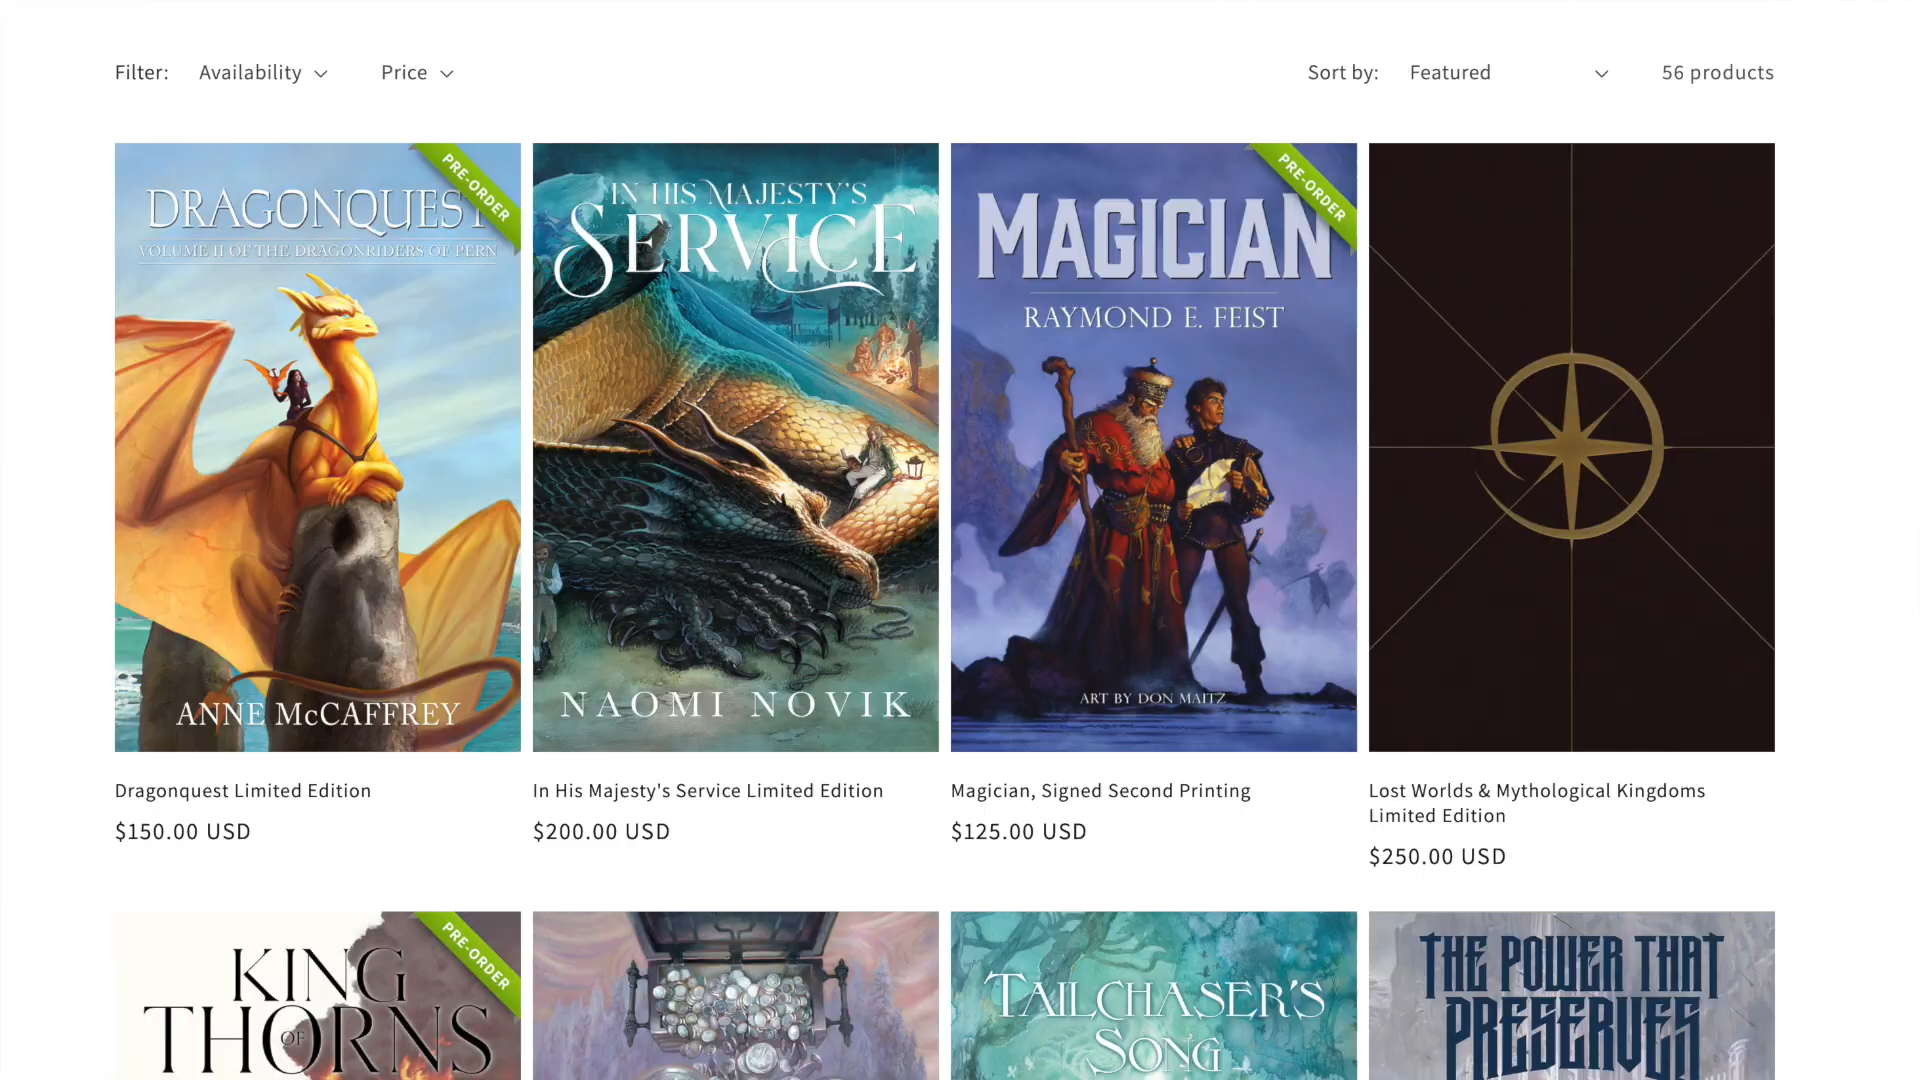 Filter: Availability Price Sort by: Featured 56 products
DRAGONQUEST
VOLUME II OF THE DRAGONRIDERS OF PERN
ANNE McCAFFREY
PRE-ORDER
IN HIS MAJESTY'S
SERVICE
NAOMI NOVIK
MAGICIAN
RAYMOND E. FEIST
ART BY DON MAITZ
PRE-ORDER
Dragonquest Limited Edition
$150.00 USD
In His Majesty's Service Limited Edition
$200.00 USD
Magician, Signed Second Printing
$125.00 USD
Lost Worlds & Mythological Kingdoms
Limited Edition
$250.00 USD
KING
OF
THORNS
PRE-ORDER
TAILCHASER'S
SONG
THE POWER THAT
PRESERVES